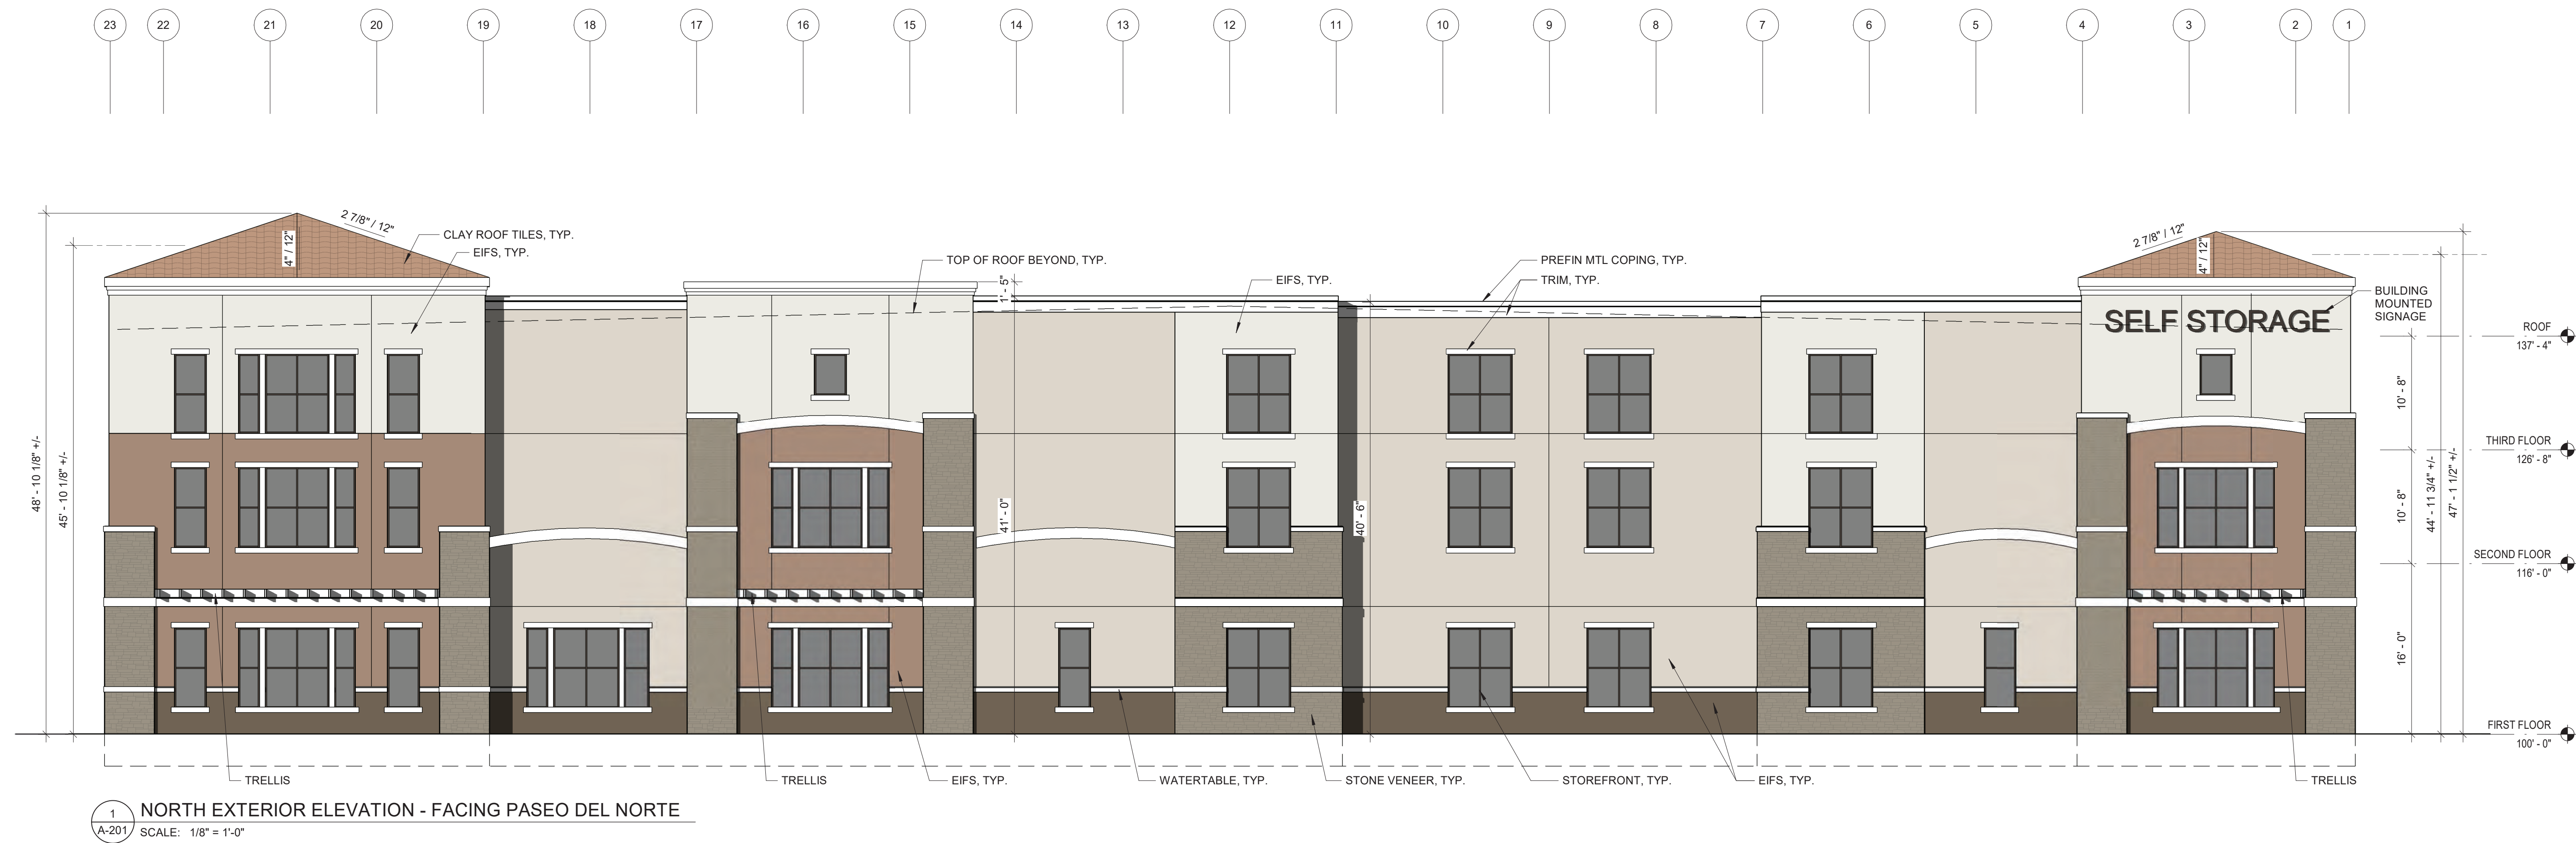 23 22 21 20 19 18 17 16 15 14 13 12 11 10 9 8 7 6 5 4 3 2 1
2 7/8" / 12"
4" / 12"
CLAY ROOF TILES, TYP.
EIFS, TYP.
TOP OF ROOF BEYOND, TYP.
1' - 5"
EIFS, TYP.
PREFIN MTL COPING, TYP.
TRIM, TYP.
2 7/8" / 12"
4" / 12"
BUILDING
MOUNTED
SIGNAGE
SELF STORAGE
ROOF
137' - 4"
10' - 8"
THIRD FLOOR
126' - 8"
10' - 8"
SECOND FLOOR
116' - 0"
16' - 0"
FIRST FLOOR
100' - 0"
48' - 10 1/8" +/-
45' - 10 1/8" +/-
41' - 0"
40' - 6"
44' - 11 3/4" +/-
47' - 1 1/2" +/-
TRELLIS
TRELLIS
EIFS, TYP.
WATERTABLE, TYP.
STONE VENEER, TYP.
STOREFRONT, TYP.
EIFS, TYP.
TRELLIS
1
A-201
NORTH EXTERIOR ELEVATION - FACING PASEO DEL NORTE
SCALE: 1/8" = 1'-0"